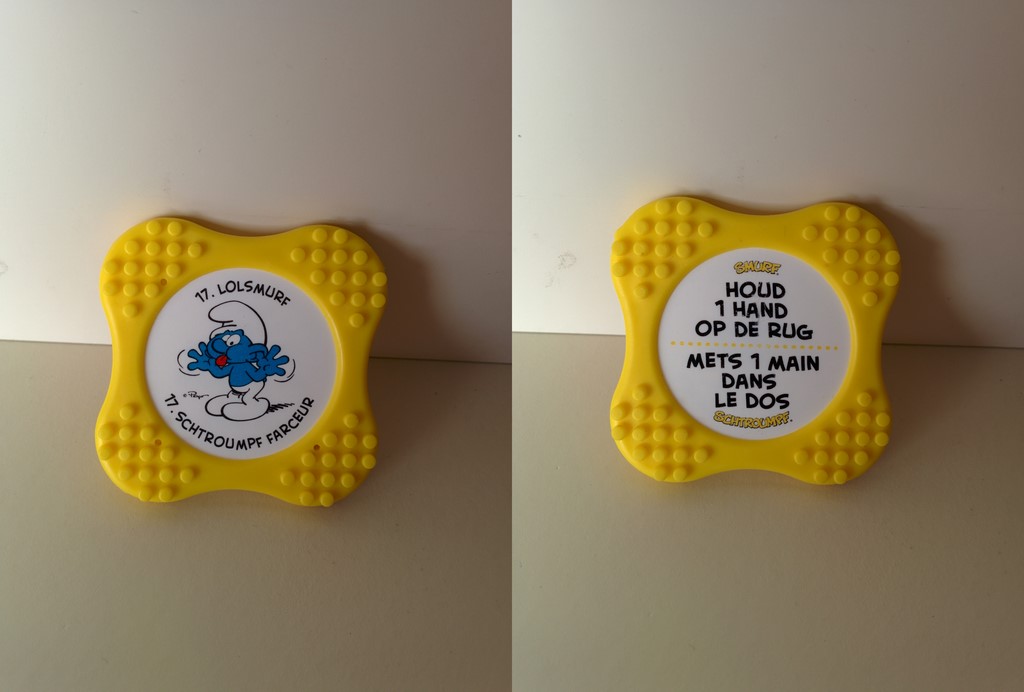 17. LOLSMURF
© Peyo
17. SCHTROUMPF FARCEUR
SMURF.
HOUD
1 HAND
OP DE RUG
METS 1 MAIN
DANS
LE DOS
SCHTROUMPF.